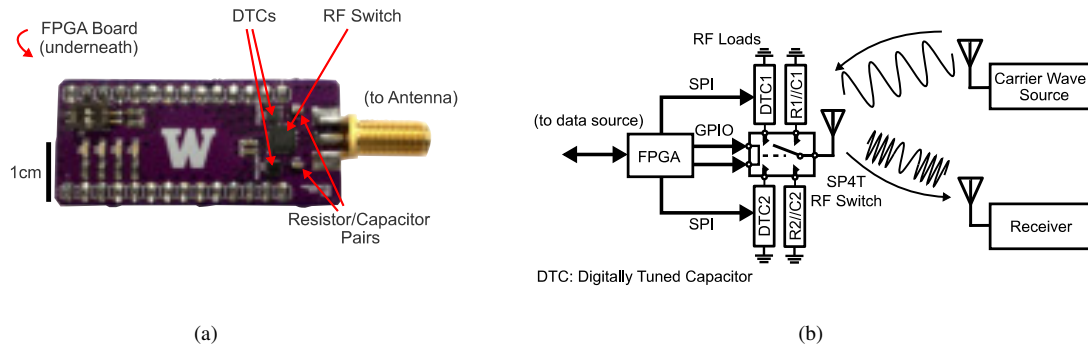 FPGA Board
(underneath)
DTCs
RF Switch
(to Antenna)
W
1cm
Resistor/Capacitor
Pairs
(a)
RF Loads
SPI
DTC1
R1//C1
Carrier Wave
Source
(to data source)
GPIO
FPGA
SP4T
RF Switch
DTC2
R2//C2
SPI
Receiver
DTC: Digitally Tuned Capacitor
(b)